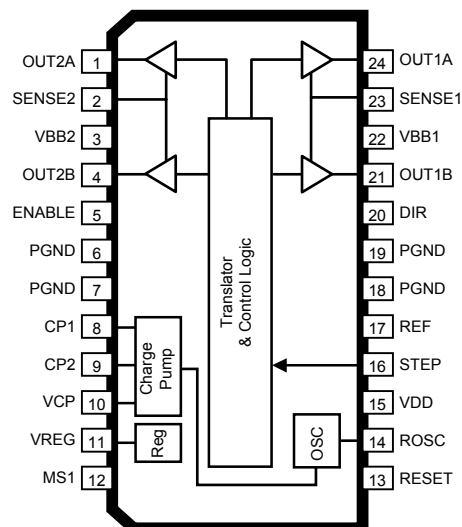 OUT2A 1
SENSE2 2
VBB2 3
OUT2B 4
ENABLE 5
PGND 6
PGND 7
CP1 8
CP2 9
VCP 10
VREG 11
MS1 12
Translator
& Control Logic
Charge
Pump
Reg
OSC
24 OUT1A
23 SENSE1
22 VBB1
21 OUT1B
20 DIR
19 PGND
18 PGND
17 REF
16 STEP
15 VDD
14 ROSC
13 RESET